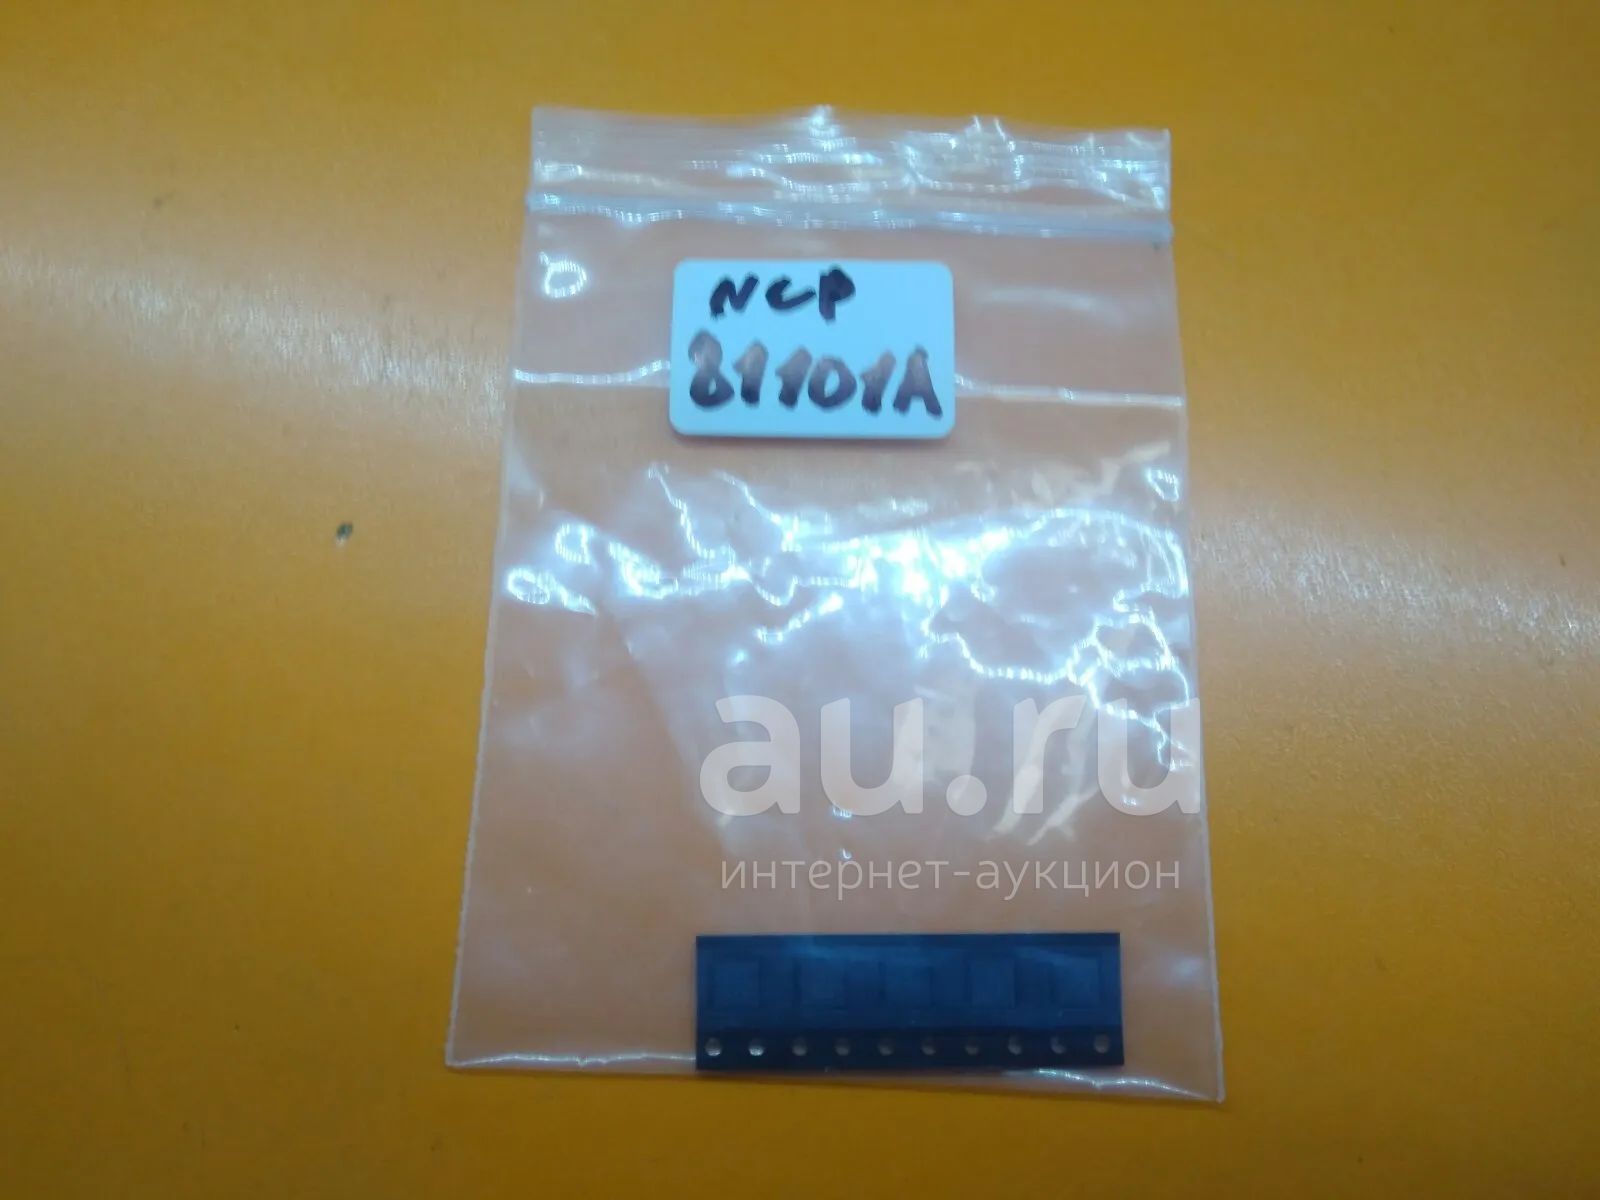 NCP
81101A
au.ru
интернет-аукцион